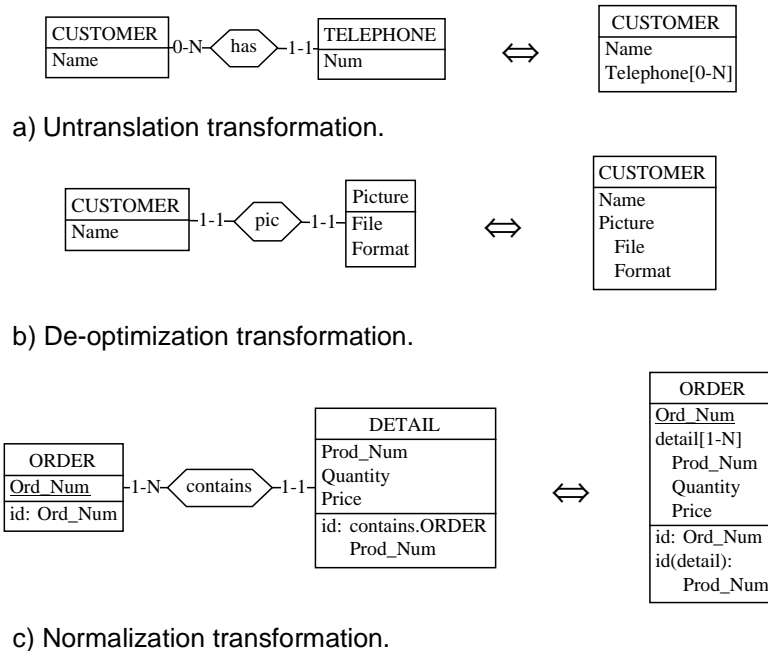 CUSTOMER
Name
0-N
has
1-1
TELEPHONE
Num
⇔
CUSTOMER
Name
Telephone[0-N]
a) Untranslation transformation.
CUSTOMER
Name
1-1
pic
1-1
Picture
File
Format
⇔
CUSTOMER
Name
Picture
File
Format
b) De-optimization transformation.
ORDER
Ord_Num
id: Ord_Num
1-N
contains
1-1
DETAIL
Prod_Num
Quantity
Price
id: contains.ORDER
Prod_Num
⇔
ORDER
Ord_Num
detail[1-N]
Prod_Num
Quantity
Price
id: Ord_Num
id(detail):
Prod_Num
c) Normalization transformation.